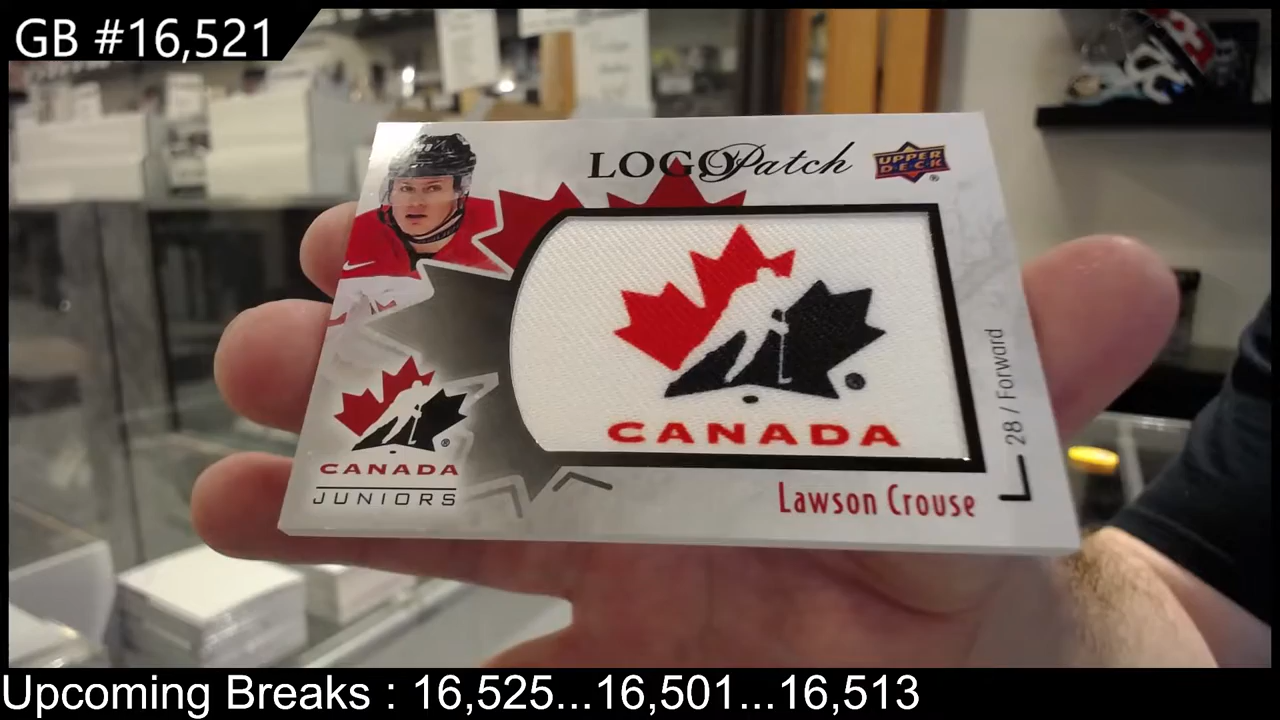 GB #16,521
LOGO Patch
UPPER
DECK
®
CANADA
28 / Forward
CANADA
JUNIORS
Lawson Crouse
Upcoming Breaks : 16,525...16,501...16,513